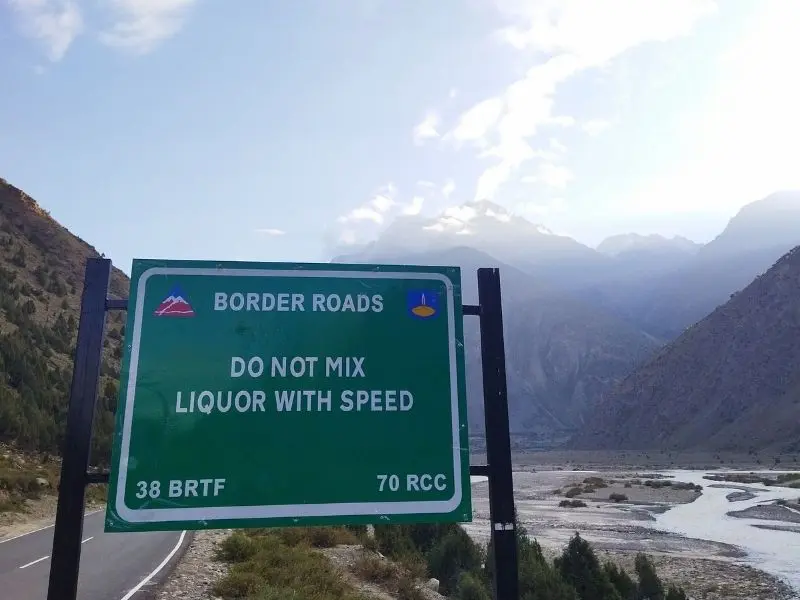 BORDER ROADS
DO NOT MIX
LIQUOR WITH SPEED
38 BRTF
70 RCC